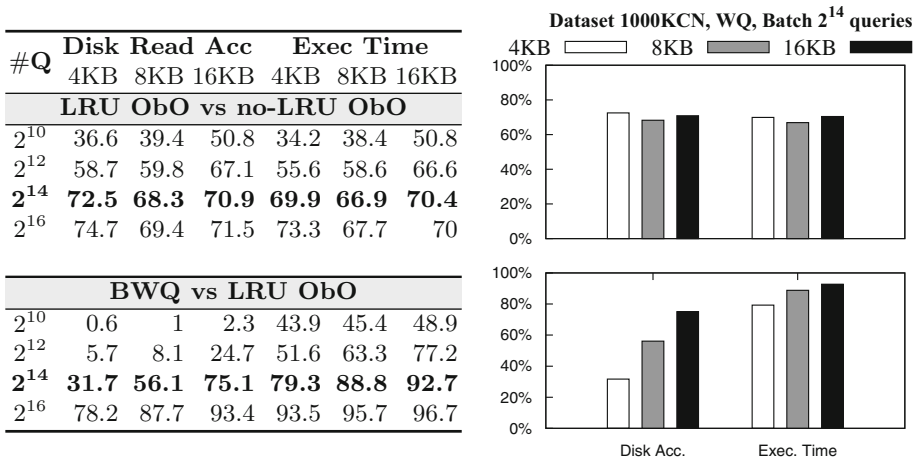 #Q Disk Read Acc Exec Time
4KB 8KB 16KB 4KB 8KB 16KB
LRU ObO vs no-LRU ObO
2^10 36.6 39.4 50.8 34.2 38.4 50.8
2^12 58.7 59.8 67.1 55.6 58.6 66.6
2^14 72.5 68.3 70.9 69.9 66.9 70.4
2^16 74.7 69.4 71.5 73.3 67.7 70
BWQ vs LRU ObO
2^10 0.6 1 2.3 43.9 45.4 48.9
2^12 5.7 8.1 24.7 51.6 63.3 77.2
2^14 31.7 56.1 75.1 79.3 88.8 92.7
2^16 78.2 87.7 93.4 93.5 95.7 96.7
Dataset 1000KCN, WQ, Batch 2^14 queries
4KB 8KB 16KB
100%
80%
60%
40%
20%
0%
100%
80%
60%
40%
20%
0%
Disk Acc. Exec. Time